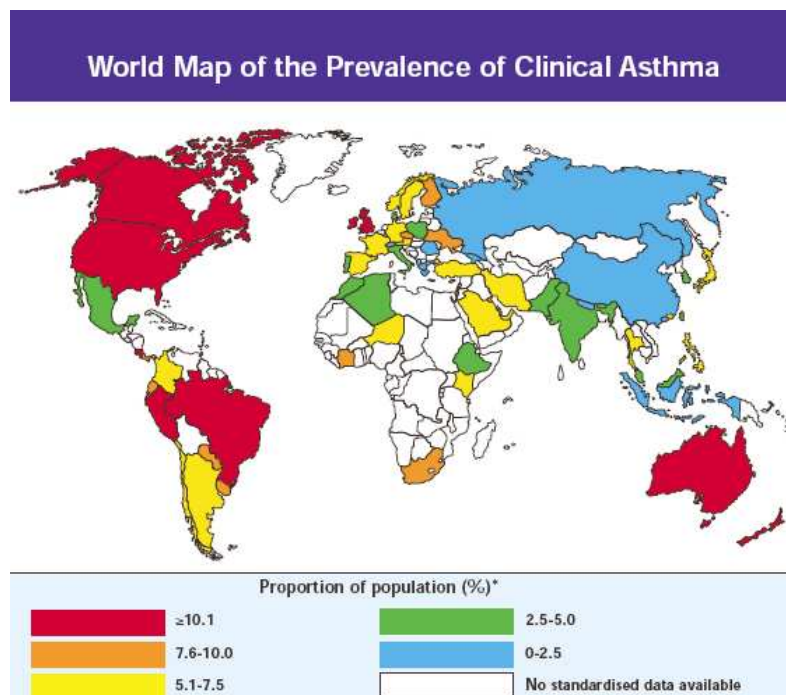 World Map of the Prevalence of Clinical Asthma
Proportion of population (%)*
≥10.1
7.6-10.0
5.1-7.5
2.5-5.0
0-2.5
No standardised data available